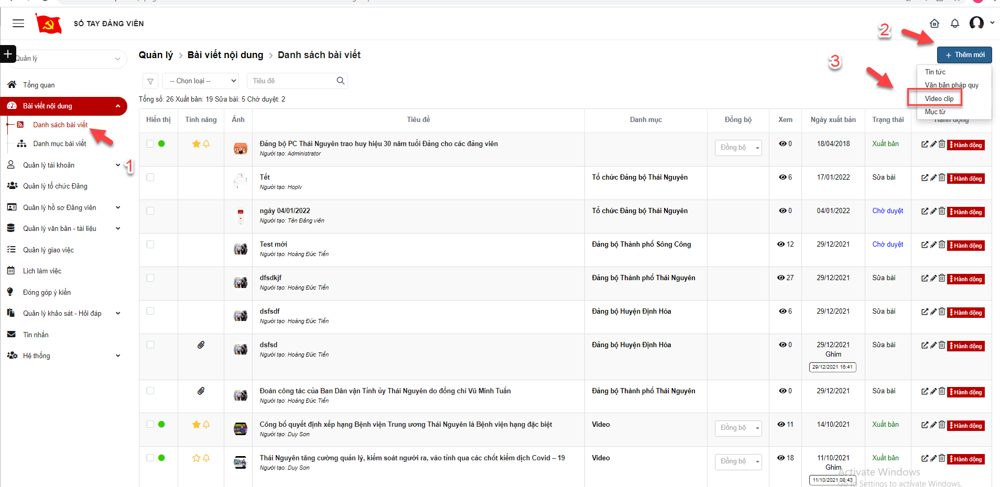 SỔ TAY ĐẢNG VIÊN
2
Quản lý
Quản lý > Bài viết nội dung > Danh sách bài viết
+ Thêm mới
3
Tin tức
Văn bản pháp quy
Video clip
Mục từ
-- Chọn loại --
Tiêu đề
Tổng số: 26 Xuất bản: 19 Sửa bài: 5 Chờ duyệt: 2
Tổng quan
Bài viết nội dung
Danh sách bài viết
Danh mục bài viết
Quản lý tài khoản
1
Quản lý tổ chức Đảng
Quản lý hồ sơ Đảng viên
Quản lý văn bản - tài liệu
Quản lý giao việc
Lịch làm việc
Đóng góp ý kiến
Quản lý khảo sát - Hỏi đáp
Tin nhắn
Hệ thống
Hiển thị Tính năng Ảnh Tiêu đề Danh mục Đồng bộ Xem Ngày xuất bản Trạng thái Hành động
Đảng bộ PC Thái Nguyên trao huy hiệu 30 năm tuổi Đảng cho các đảng viên Đồng bộ 0 18/04/2018 Xuất bản Hành động
Người tạo: Administrator
Tết Tổ chức Đảng bộ Thái Nguyên 6 17/01/2022 Sửa bài Hành động
Người tạo: Hoplv
ngày 04/01/2022 Tổ chức Đảng bộ Thái Nguyên 0 04/01/2022 Chờ duyệt Hành động
Người tạo: Tên Đảng viên
Test mới Đảng bộ Thành phố Sông Công 12 29/12/2021 Chờ duyệt Hành động
Người tạo: Hoàng Đức Tiến
dfsdkjf Đảng bộ Thành phố Thái Nguyên 27 29/12/2021 Sửa bài Hành động
Người tạo: Hoàng Đức Tiến
dsfsdf Đảng bộ Huyện Định Hóa 6 29/12/2021 Sửa bài Hành động
Người tạo: Hoàng Đức Tiến
dsfsd Đảng bộ Huyện Định Hóa 0 29/12/2021 Sửa bài Hành động
Người tạo: Hoàng Đức Tiến Ghim
29/12/2021 16:41
Đoàn công tác của Ban Dân vận Tỉnh ủy Thái Nguyên do đồng chí Vũ Minh Tuấn Đảng bộ Thành phố Thái Nguyên 0 29/12/2021 Sửa bài Hành động
Người tạo: Hoàng Đức Tiến
Công bố quyết định xếp hạng Bệnh viện Trung ương Thái Nguyên là Bệnh viện hạng đặc biệt Video Đồng bộ 11 14/10/2021 Xuất bản Hành động
Người tạo: Duy Sơn
Thái Nguyên tăng cường quản lý, kiểm soát người ra, vào tỉnh qua các chốt kiểm dịch Covid – 19 Video Đồng bộ 18 11/10/2021 Xuất bản Hành động
Người tạo: Duy Sơn Ghim
11/10/2021 08:43
Activate Windows
Go to Settings to activate Windows.